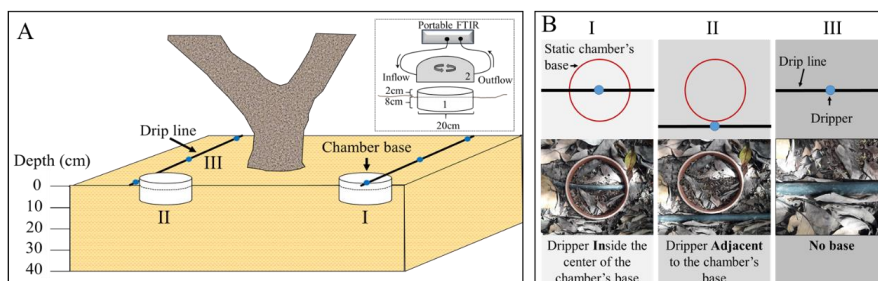 A
Portable FTIR
Inflow
Outflow
2
2cm
8cm
1
20cm
Drip line
III
Chamber base
Depth (cm)
0
10
20
30
40
II
I
B
I
II
III
Static chamber's
base
Drip line
Dripper
Dripper Inside the
center of the
chamber's base
Dripper Adjacent
to the chamber's
base
No base